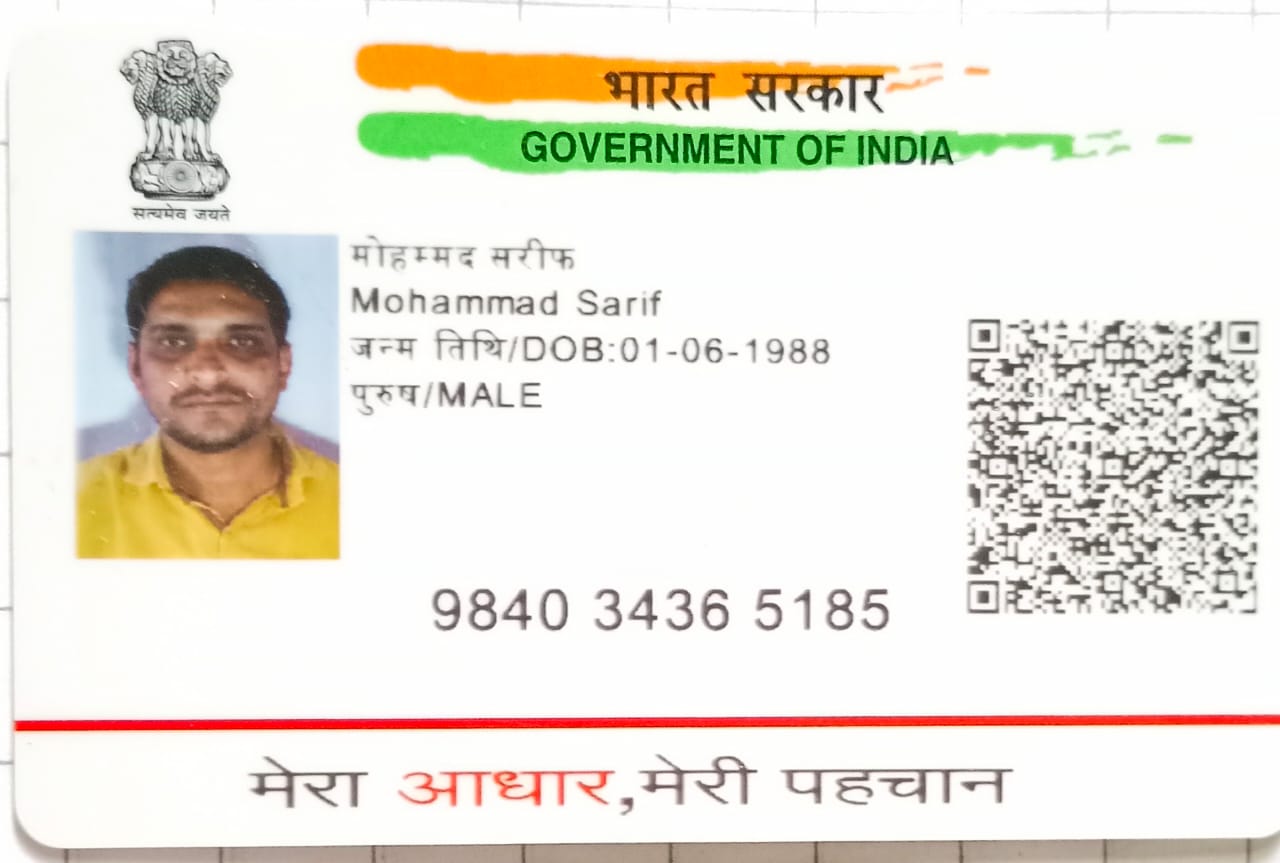 भारत सरकार
GOVERNMENT OF INDIA
सत्यमेव जयते
मोहम्मद सरीफ
Mohammad Sarif
जन्म तिथि/DOB:01-06-1988
पुरुष/MALE
9840 3436 5185
मेरा आधार,मेरी पहचान